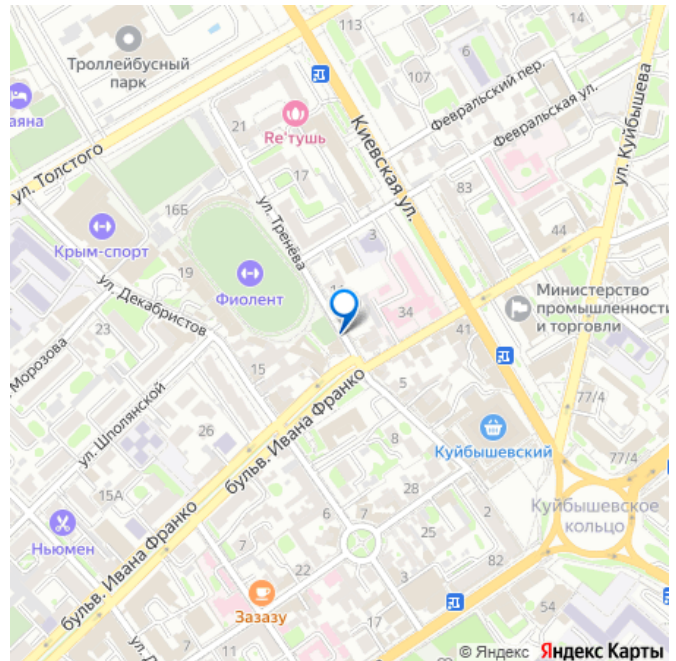 113
Троллейбусный
парк
6
107
Февральский пер.
Февральская ул.
ул. Куйбышева
аяна
21
Re'тушь
Киевская ул.
ул. Толстого
17
83
16Б
ул. Тренёва
3
44
Крым-спорт
19
Фиолент
34
Министерство
промышленности
и торговли
ул. Декабристов
23
41
Морозова
15
5
77/4
ул. Шполянской
бульв. Ивана Франко
26
8
Куйбышевский
77/4
15А
28
Куйбышевское
кольцо
6
7
2
25
Ньюмен
бульв. Ивана Франко
9
22
3
82
Зазазу
54
ул. Д
7
11
© Яндекс Яндекс Карты